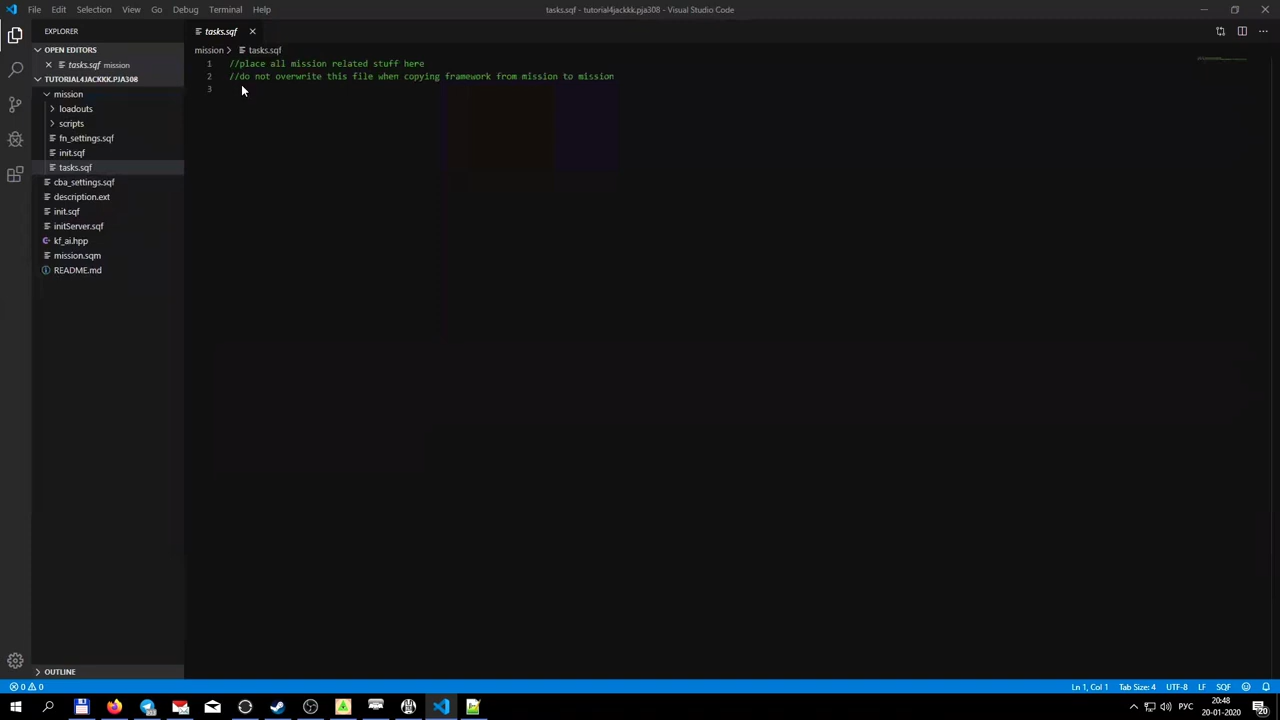 File Edit Selection View Go Debug Terminal Help
tasks.sqf - tutorial4jackkk.pja308 - Visual Studio Code
EXPLORER
tasks.sqf
OPEN EDITORS
mission > tasks.sqf
tasks.sqf mission
1 //place all mission related stuff here
TUTORIAL4JACKKK.PJA308
2 //do not overwrite this file when copying framework from mission to mission
3
mission
loadouts
scripts
fn_settings.sqf
init.sqf
tasks.sqf
cba_settings.sqf
description.ext
init.sqf
initServer.sqf
kf_ai.hpp
mission.sqm
README.md
OUTLINE
0 0
Ln 1, Col 1 Tab Size: 4 UTF-8 LF SQF
РУС
20:48
20-01-2020